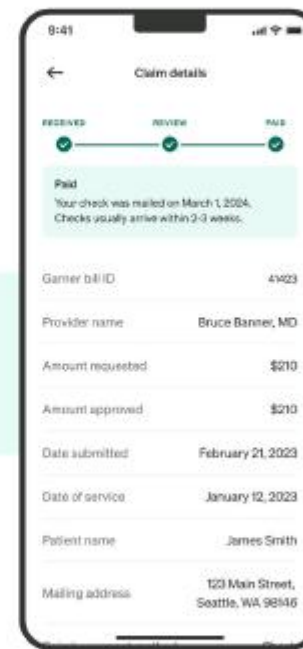 9:41
Claim details
RECEIVED REVIEW PAID
Paid
Your check was mailed on March 1, 2024.
Checks usually arrive within 2-3 weeks.
Garner bill ID 41423
Provider name Bruce Banner, MD
Amount requested $210
Amount approved $210
Date submitted February 21, 2023
Date of service January 12, 2023
Patient name James Smith
Mailing address 123 Main Street,
Seattle, WA 98146